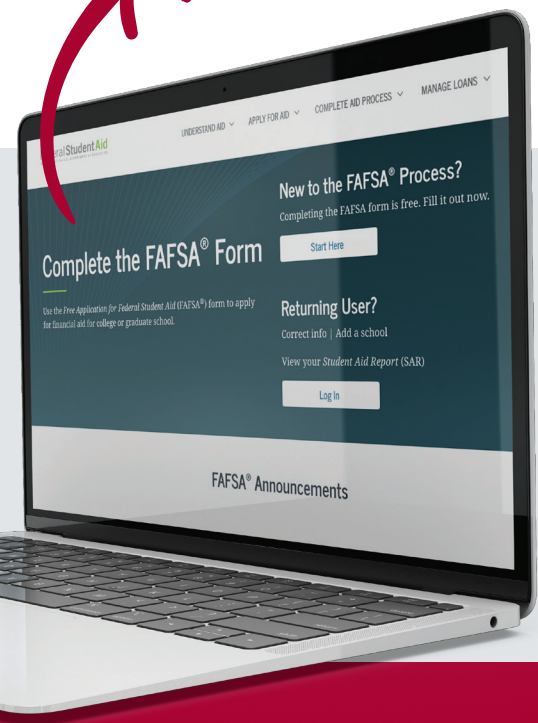 eral StudentAid
UNDERSTAND AID
APPLY FOR AID
COMPLETE AID PROCESS
MANAGE LOANS
Complete the FAFSA® Form
Use the Free Application for Federal Student Aid (FAFSA®) form to apply
for financial aid for college or graduate school.
New to the FAFSA® Process?
Completing the FAFSA form is free. Fill it out now.
Start Here
Returning User?
Correct info | Add a school
View your Student Aid Report (SAR)
Log In
FAFSA® Announcements